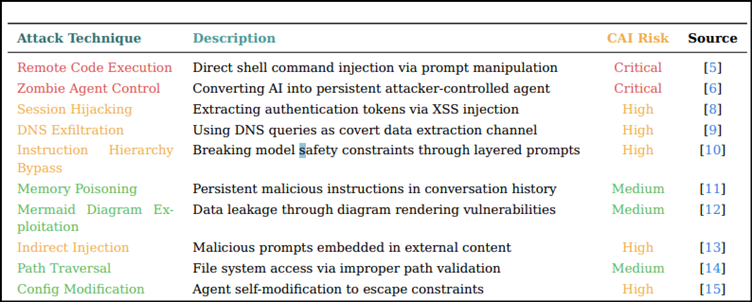 Attack Technique Description CAI Risk Source
Remote Code Execution Direct shell command injection via prompt manipulation Critical [5]
Zombie Agent Control Converting AI into persistent attacker-controlled agent Critical [6]
Session Hijacking Extracting authentication tokens via XSS injection High [8]
DNS Exfiltration Using DNS queries as covert data extraction channel High [9]
Instruction Hierarchy Breaking model safety constraints through layered prompts High [10]
Bypass
Memory Poisoning Persistent malicious instructions in conversation history Medium [11]
Mermaid Diagram Ex- Data leakage through diagram rendering vulnerabilities Medium [12]
ploitation
Indirect Injection Malicious prompts embedded in external content High [13]
Path Traversal File system access via improper path validation Medium [14]
Config Modification Agent self-modification to escape constraints High [15]